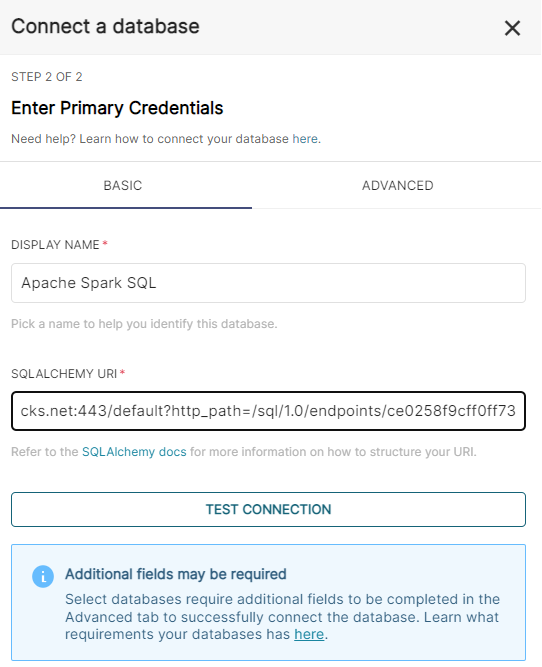 Connect a database
STEP 2 OF 2
Enter Primary Credentials
Need help? Learn how to connect your database here.
BASIC
ADVANCED
DISPLAY NAME *
Apache Spark SQL
Pick a name to help you identify this database.
SQLALCHEMY URI *
cks.net:443/default?http_path=/sql/1.0/endpoints/ce0258f9cff0ff73
Refer to the SQLAlchemy docs for more information on how to structure your URI.
TEST CONNECTION
Additional fields may be required
Select databases require additional fields to be completed in the
Advanced tab to successfully connect the database. Learn what
requirements your databases has here.